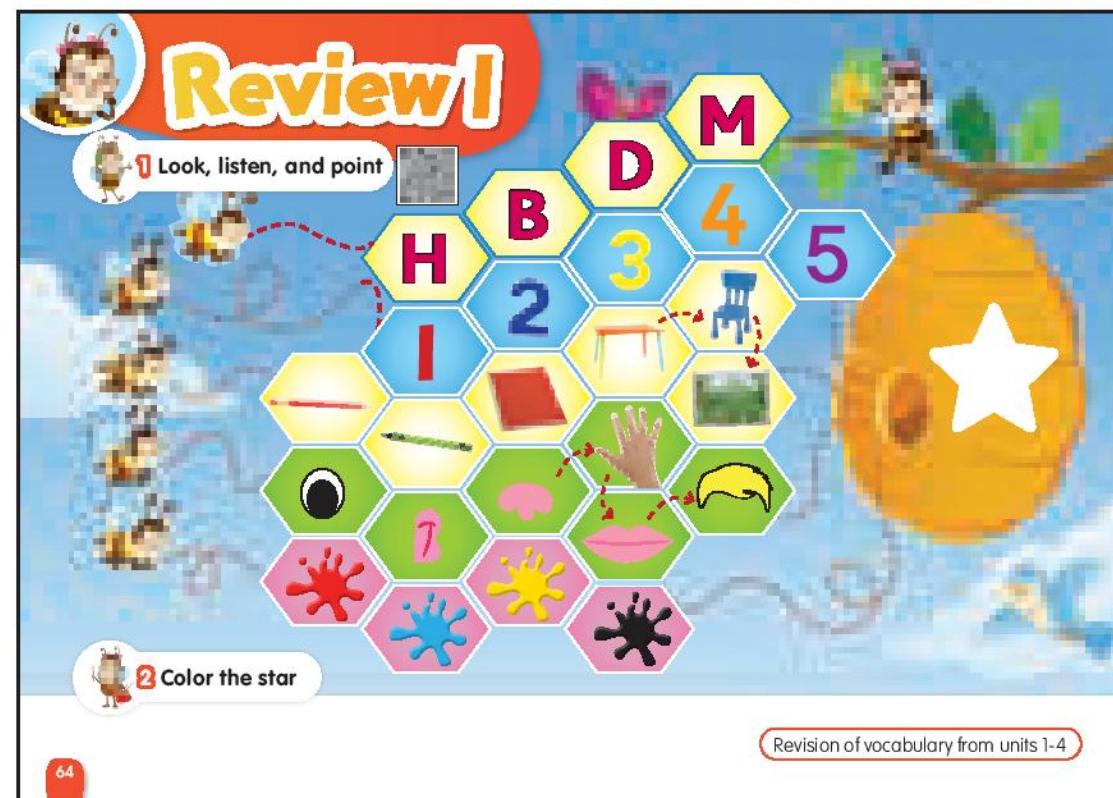 Review 1
1 Look, listen, and point
M
D
B
H
4
3
5
2
1
2 Color the star
Revision of vocabulary from units 1-4
64